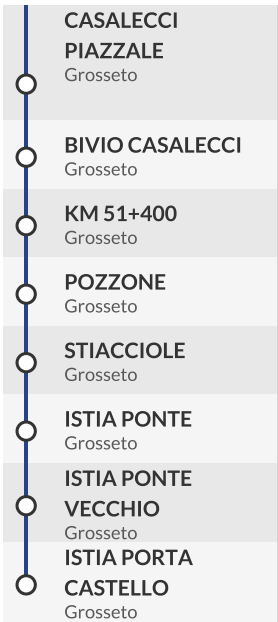 CASALECCI
PIAZZALE
Grosseto
BIVIO CASALECCI
Grosseto
KM 51+400
Grosseto
POZZONE
Grosseto
STIACCIOLE
Grosseto
ISTIA PONTE
Grosseto
ISTIA PONTE
VECCHIO
Grosseto
ISTIA PORTA
CASTELLO
Grosseto